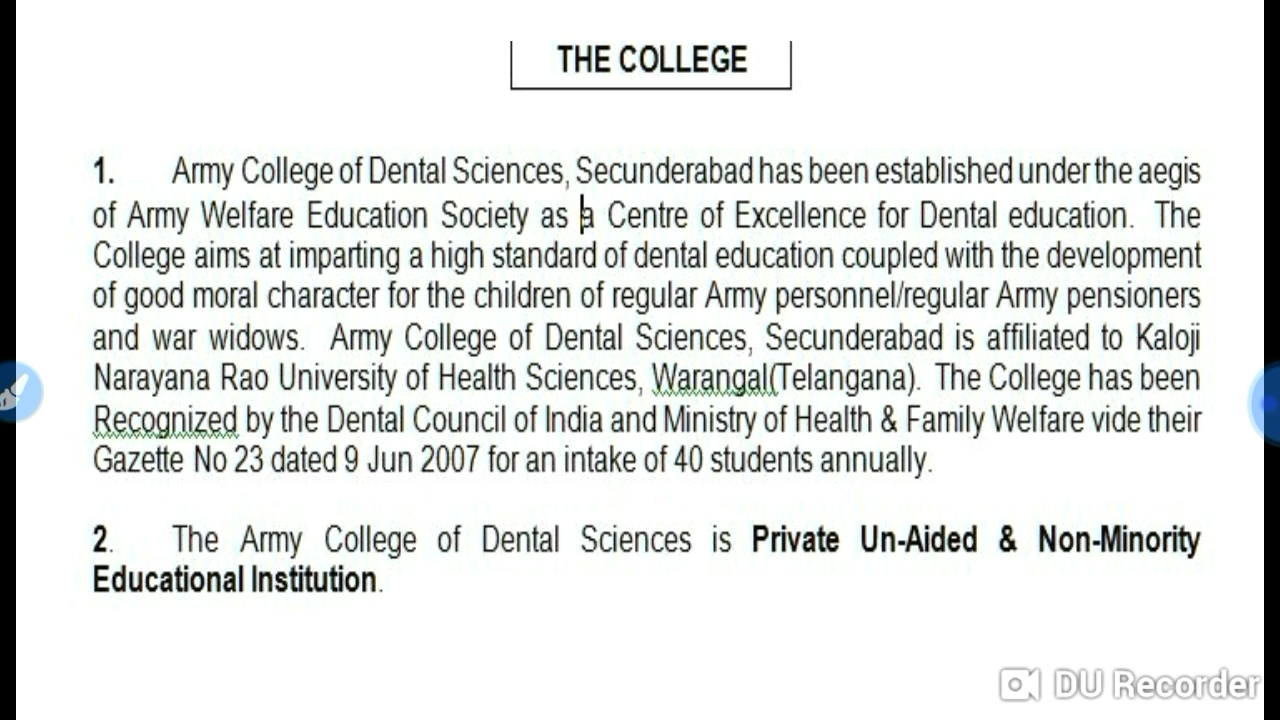 THE COLLEGE
1. Army College of Dental Sciences, Secunderabad has been established under the aegis
of Army Welfare Education Society as a Centre of Excellence for Dental education. The
College aims at imparting a high standard of dental education coupled with the development
of good moral character for the children of regular Army personnel/regular Army pensioners
and war widows. Army College of Dental Sciences, Secunderabad is affiliated to Kaloji
Narayana Rao University of Health Sciences, Warangal(Telangana). The College has been
Recognized by the Dental Council of India and Ministry of Health & Family Welfare vide their
Gazette No 23 dated 9 Jun 2007 for an intake of 40 students annually.
2. The Army College of Dental Sciences is Private Un-Aided & Non-Minority
Educational Institution.
DU Recorder